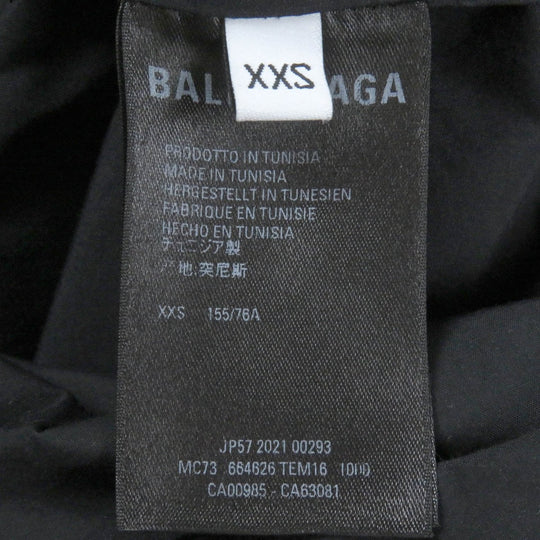 XXS
BAL AGA
PRODOTTO IN TUNISIA
MADE IN TUNISIA
HERGESTELLT IN TUNESIEN
FABRIQUE EN TUNISIE
HECHO EN TUNISIA
チュニジア製
产地:突尼斯
XXS 155/76A
JP57 2021 00293
MC73 664626 TEM16 1000
CA00985 - CA63081